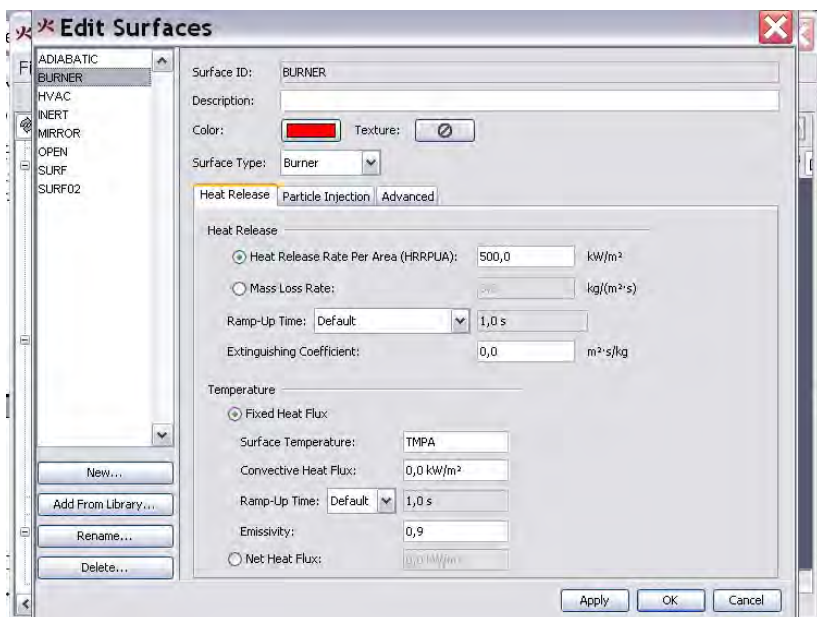 Edit Surfaces
ADIABATIC
BURNER
HVAC
INERT
MIRROR
OPEN
SURF
SURF02
New...
Add From Library...
Rename...
Delete...
Surface ID: BURNER
Description:
Color: Texture:
Surface Type: Burner
Heat Release Particle Injection Advanced
Heat Release
Heat Release Rate Per Area (HRRPUA): 500,0 kW/m²
Mass Loss Rate: kg/(m²·s)
Ramp-Up Time: Default 1,0 s
Extinguishing Coefficient: 0,0 m²·s/kg
Temperature
Fixed Heat Flux
Surface Temperature: TMPA
Convective Heat Flux: 0,0 kW/m²
Ramp-Up Time: Default 1,0 s
Emissivity: 0,9
Net Heat Flux: 0,0 kW/m²
Apply OK Cancel